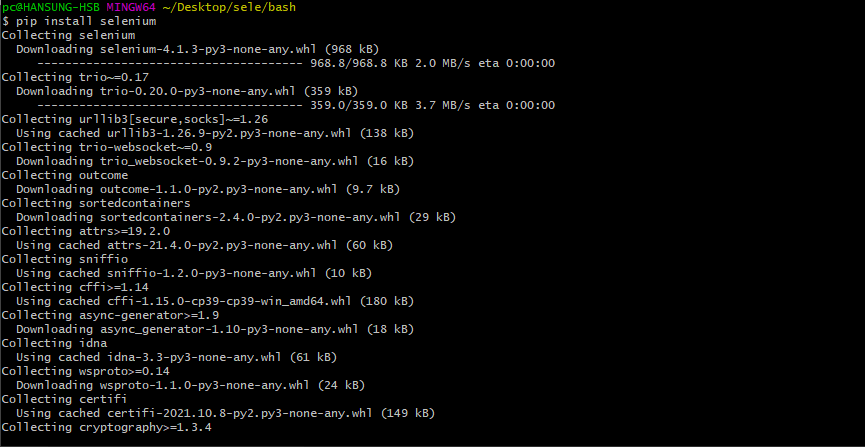 pc@HANSUNG-HSB MINGW64 ~/Desktop/sele/bash
$ pip install selenium
Collecting selenium
  Downloading selenium-4.1.3-py3-none-any.whl (968 kB)
     -------------------------------------- 968.8/968.8 KB 2.0 MB/s eta 0:00:00
Collecting trio~=0.17
  Downloading trio-0.20.0-py3-none-any.whl (359 kB)
     -------------------------------------- 359.0/359.0 KB 3.7 MB/s eta 0:00:00
Collecting urllib3[secure,socks]~=1.26
  Using cached urllib3-1.26.9-py2.py3-none-any.whl (138 kB)
Collecting trio-websocket~=0.9
  Downloading trio_websocket-0.9.2-py3-none-any.whl (16 kB)
Collecting outcome
  Downloading outcome-1.1.0-py2.py3-none-any.whl (9.7 kB)
Collecting sortedcontainers
  Downloading sortedcontainers-2.4.0-py2.py3-none-any.whl (29 kB)
Collecting attrs>=19.2.0
  Using cached attrs-21.4.0-py2.py3-none-any.whl (60 kB)
Collecting sniffio
  Using cached sniffio-1.2.0-py3-none-any.whl (10 kB)
Collecting cffi>=1.14
  Using cached cffi-1.15.0-cp39-cp39-win_amd64.whl (180 kB)
Collecting async-generator>=1.9
  Downloading async_generator-1.10-py3-none-any.whl (18 kB)
Collecting idna
  Using cached idna-3.3-py3-none-any.whl (61 kB)
Collecting wsproto>=0.14
  Downloading wsproto-1.1.0-py3-none-any.whl (24 kB)
Collecting certifi
  Using cached certifi-2021.10.8-py2.py3-none-any.whl (149 kB)
Collecting cryptography>=1.3.4